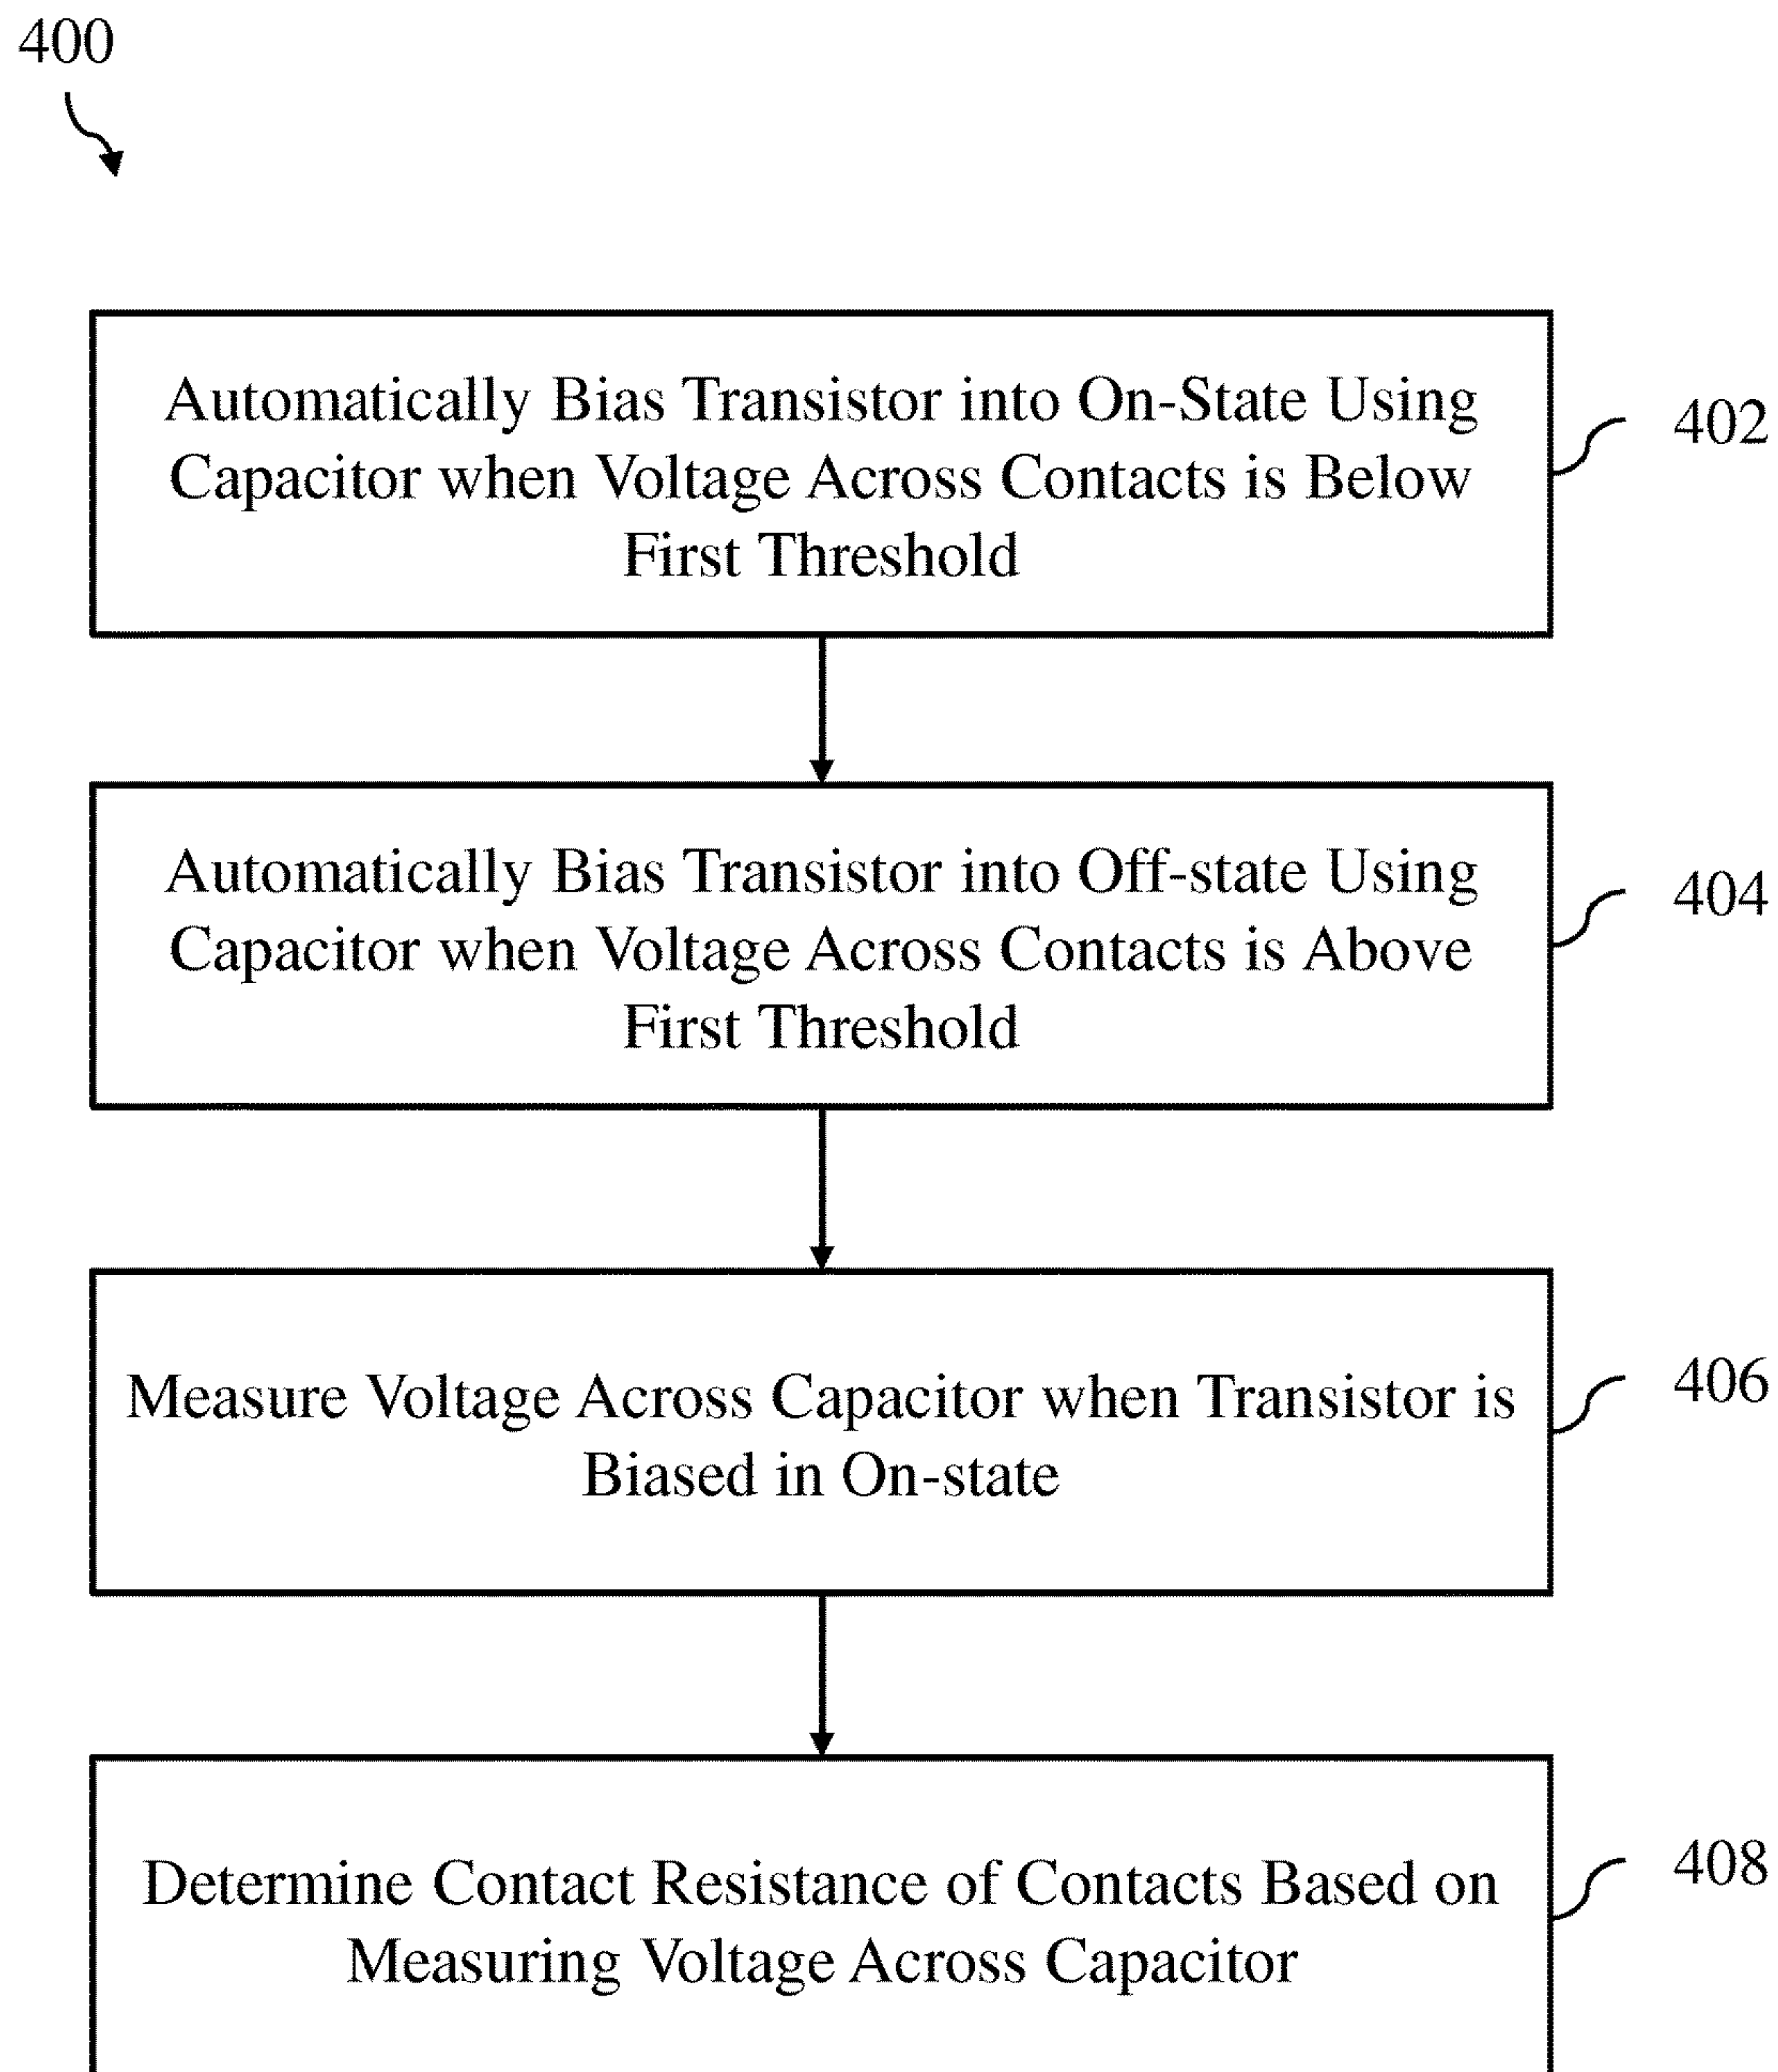 400
Automatically Bias Transistor into On-State Using
Capacitor when Voltage Across Contacts is Below
First Threshold
402
Automatically Bias Transistor into Off-state Using
Capacitor when Voltage Across Contacts is Above
First Threshold
404
Measure Voltage Across Capacitor when Transistor is
Biased in On-state
406
Determine Contact Resistance of Contacts Based on
Measuring Voltage Across Capacitor
408